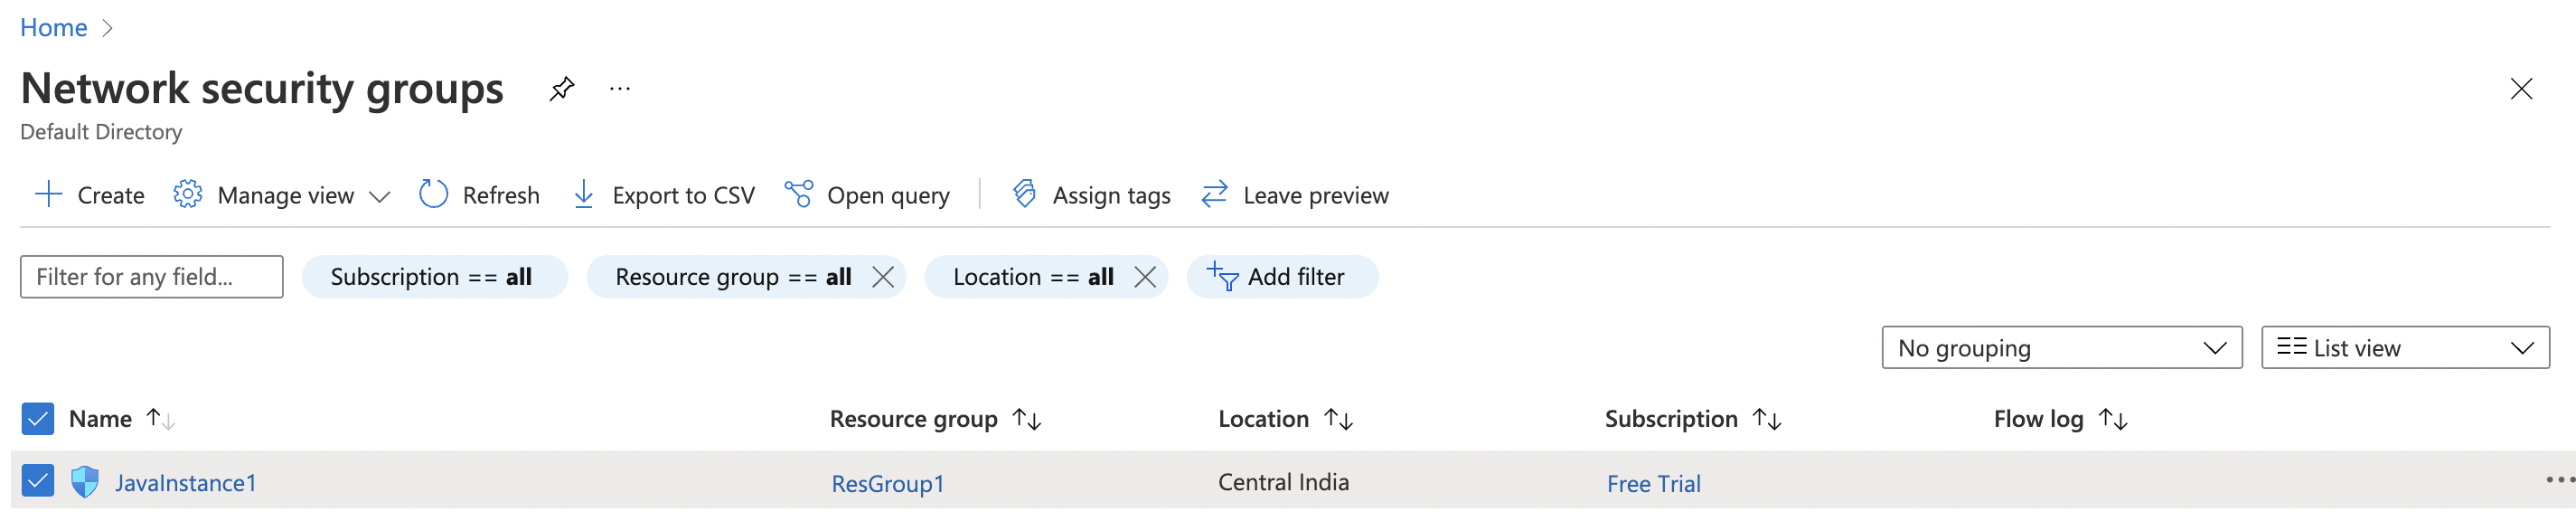 Home
Network security groups
Default Directory
Create Manage view Refresh Export to CSV Open query Assign tags Leave preview
Filter for any field... Subscription == all Resource group == all Location == all Add filter
No grouping List view
Name Resource group Location Subscription Flow log
JavaInstance1 ResGroup1 Central India Free Trial